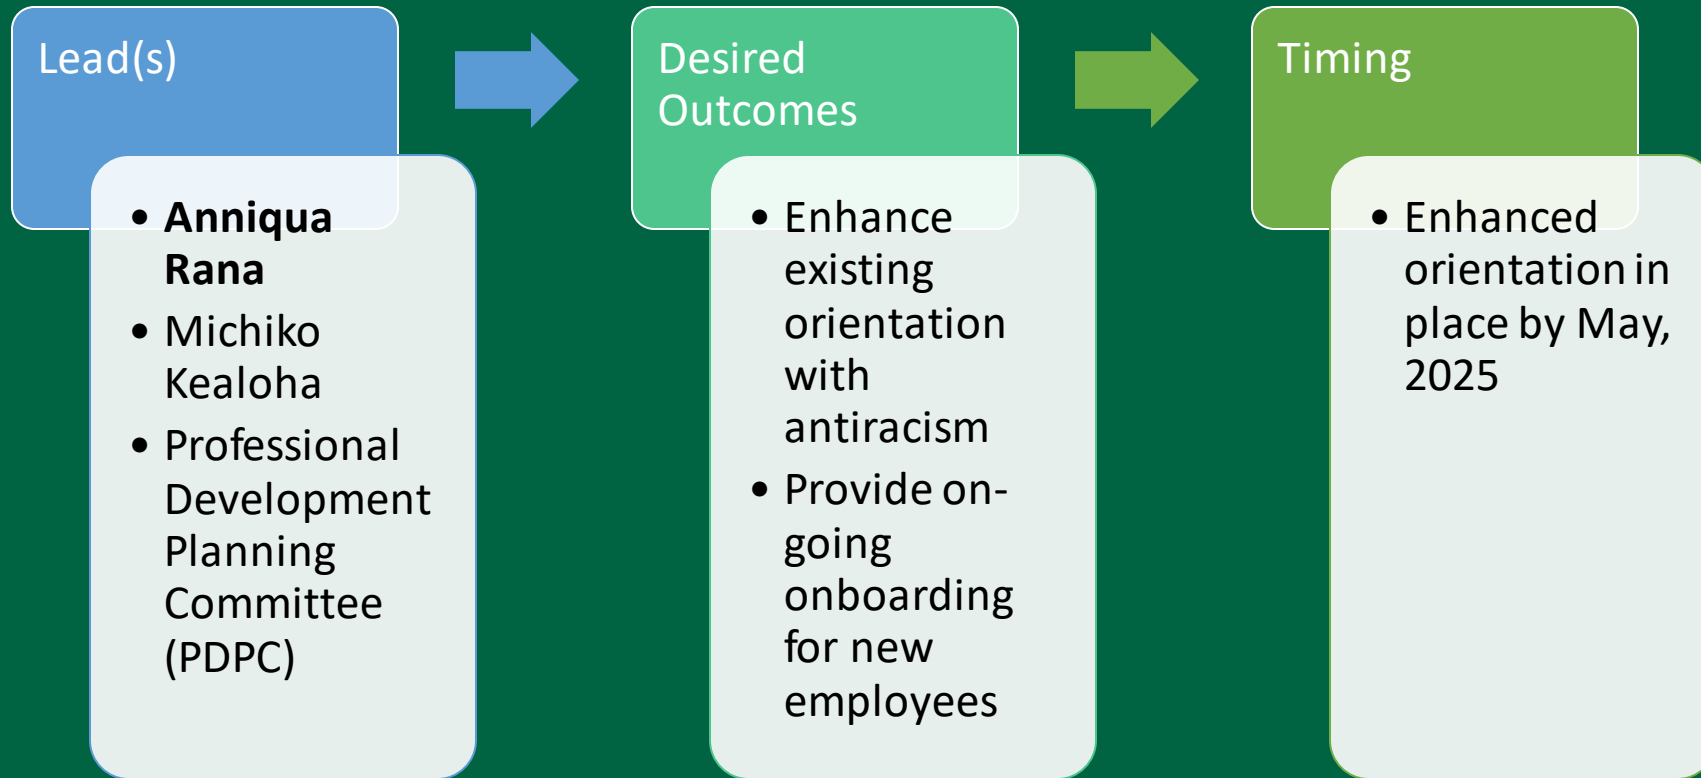 Lead(s)
• Anniqua
Rana
• Michiko
Kealoha
• Professional
Development
Planning
Committee
(PDPC)
Desired
Outcomes
• Enhance
existing
orientation
with
antiracism
• Provide on-
going
onboarding
for new
employees
Timing
• Enhanced
orientation in
place by May,
2025